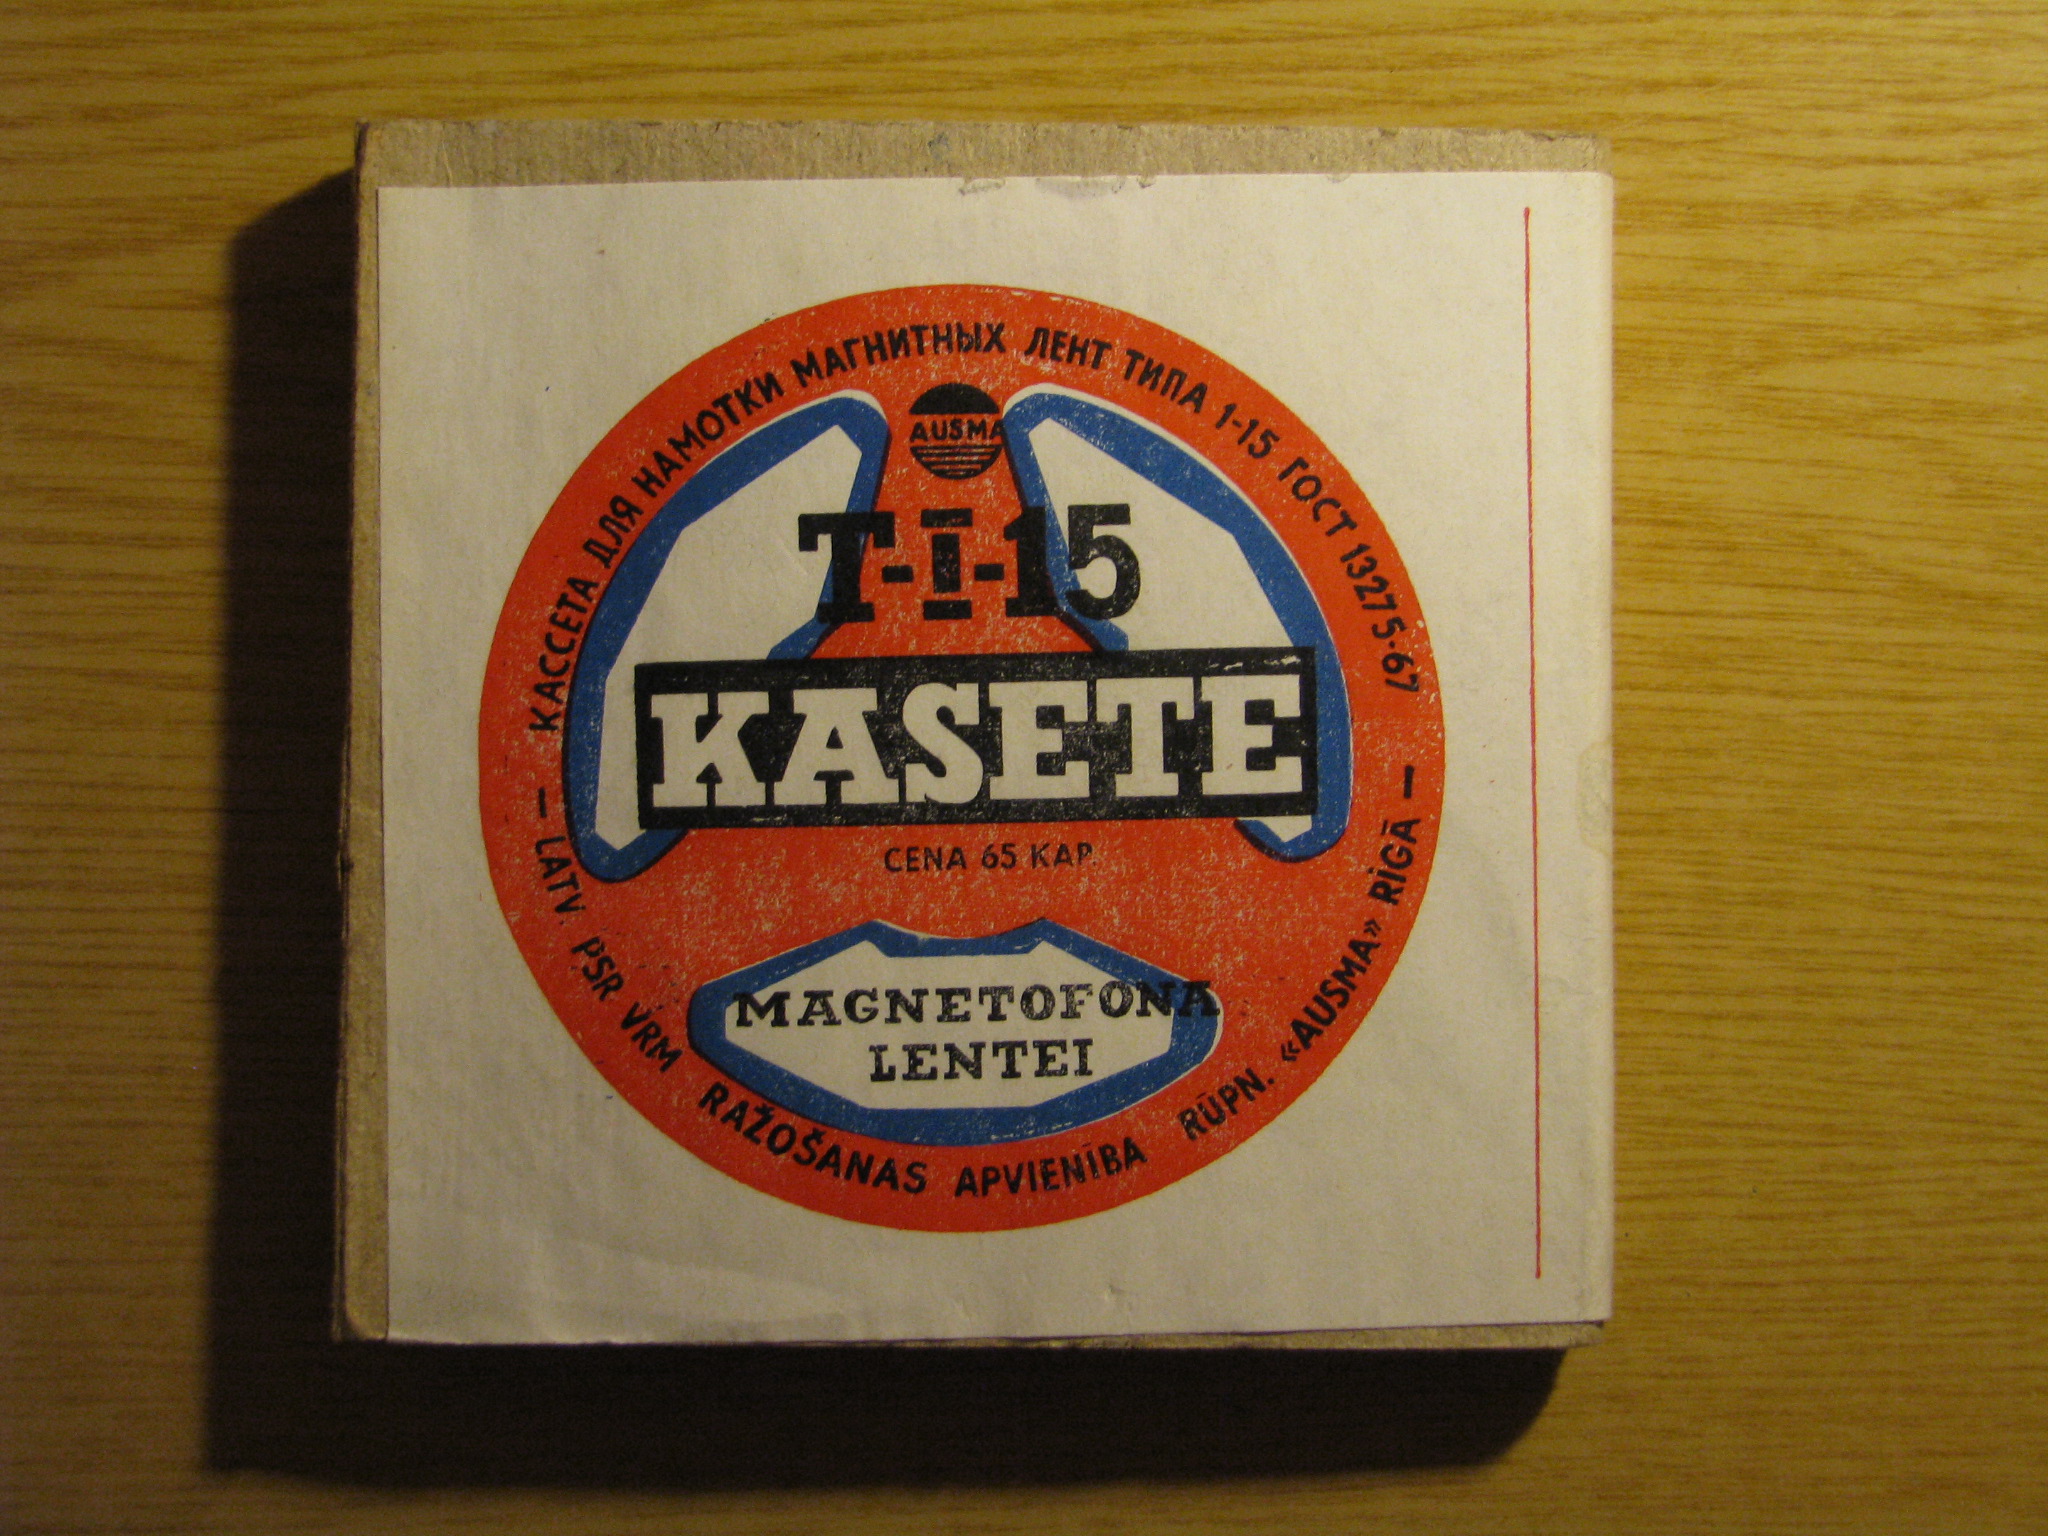 КАССЕТА ДЛЯ НАМОТКИ МАГНИТНЫХ ЛЕНТ ТИПА 1-15 ГОСТ 13275-67
AUSMA
T-I-15
KASETE
CENA 65 KAP.
MAGNETOFONA
LENTEI
LATV. PSR VRM RAŽOŠANAS APVIENĪBA RŪPN. «AUSMA» RĪGĀ